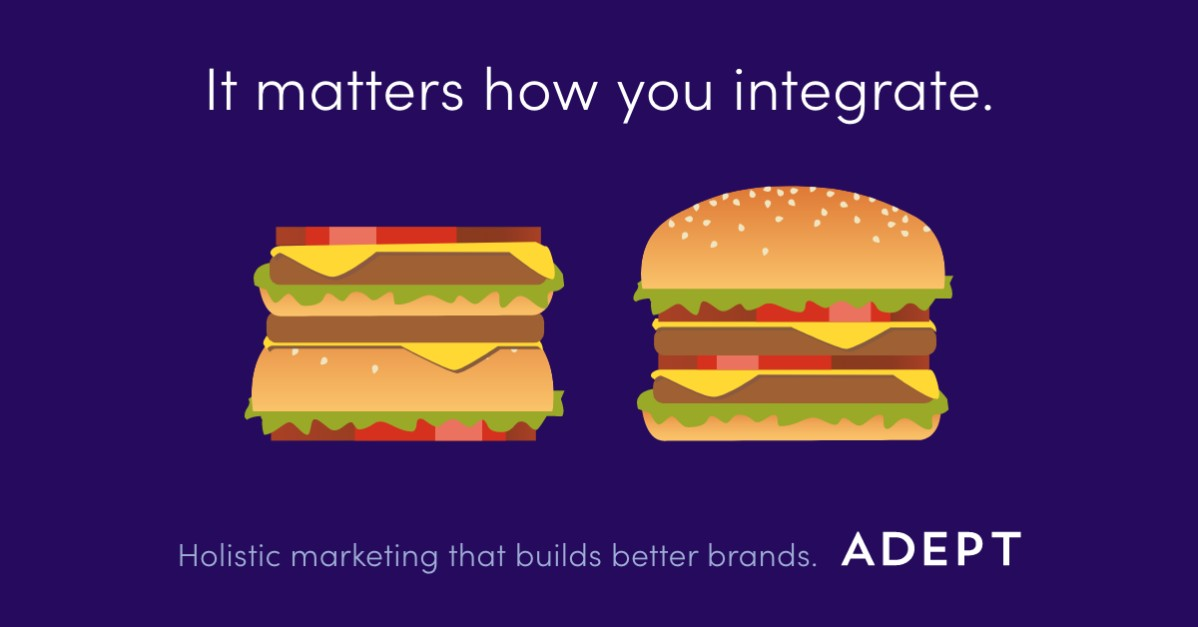 It matters how you integrate.
Holistic marketing that builds better brands. ADEPT